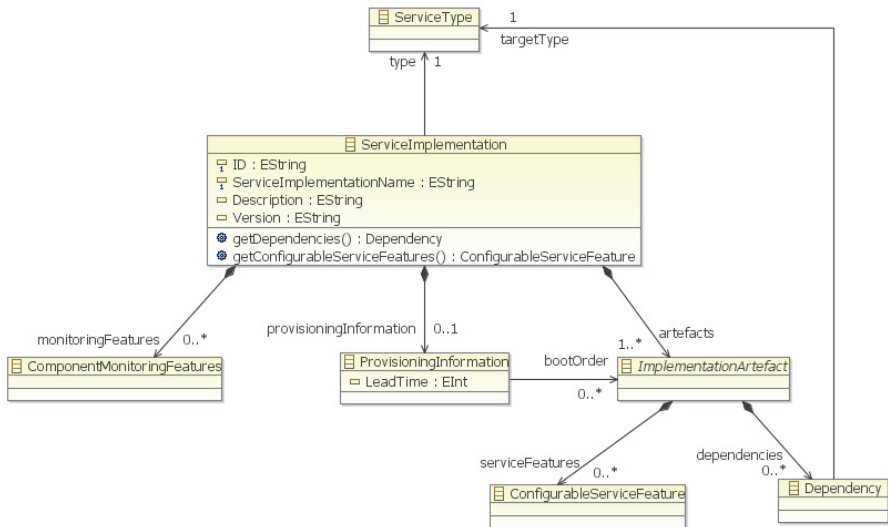 ServiceType
1
targetType
type
1
ServiceImplementation
ID : EString
ServiceImplementationName : EString
Description : EString
Version : EString
getDependencies() : Dependency
getConfigurableServiceFeatures() : ConfigurableServiceFeature
monitoringFeatures
0..*
provisioningInformation
0..1
artefacts
1..*
ComponentMonitoringFeatures
ProvisioningInformation
LeadTime : EInt
bootOrder
0..*
ImplementationArtefact
serviceFeatures
0..*
dependencies
0..*
ConfigurableServiceFeature
Dependency